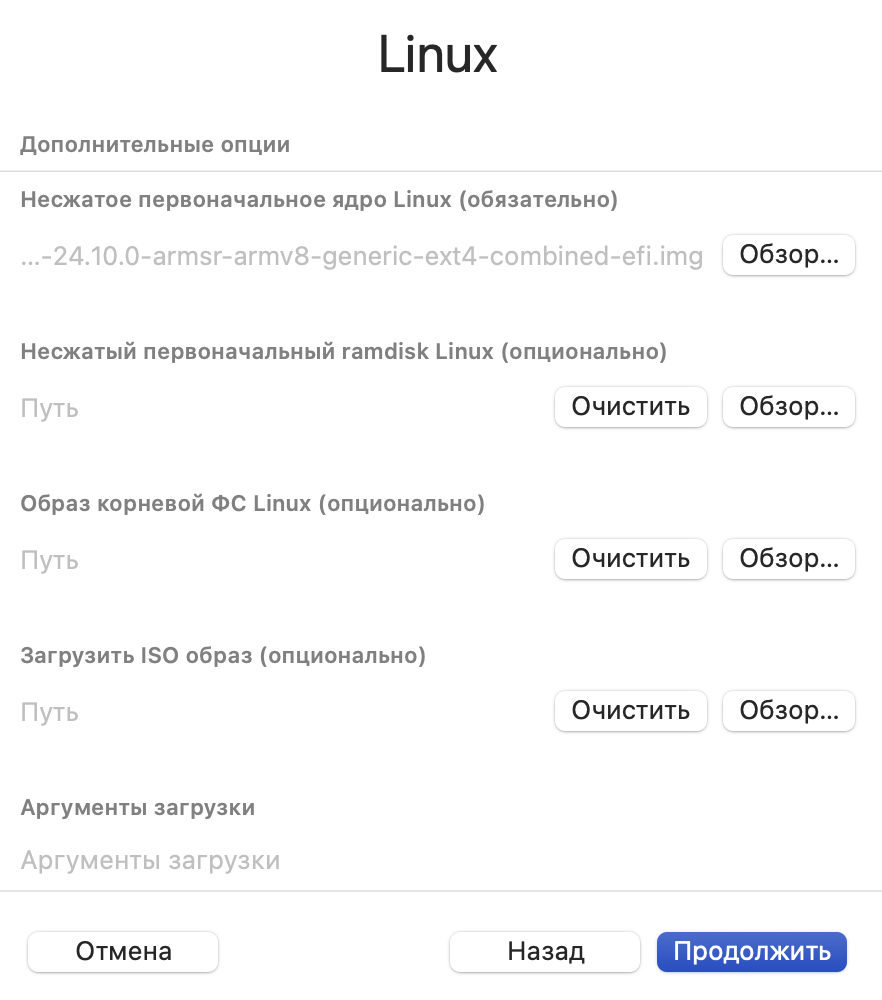 Linux
Дополнительные опции
Несжатое первоначальное ядро Linux (обязательно)
...-24.10.0-armsr-armv8-generic-ext4-combined-efi.img Обзор...
Несжатый первоначальный ramdisk Linux (опционально)
Путь Очистить Обзор...
Образ корневой ФС Linux (опционально)
Путь Очистить Обзор...
Загрузить ISO образ (опционально)
Путь Очистить Обзор...
Аргументы загрузки
Аргументы загрузки
Отмена Назад Продолжить